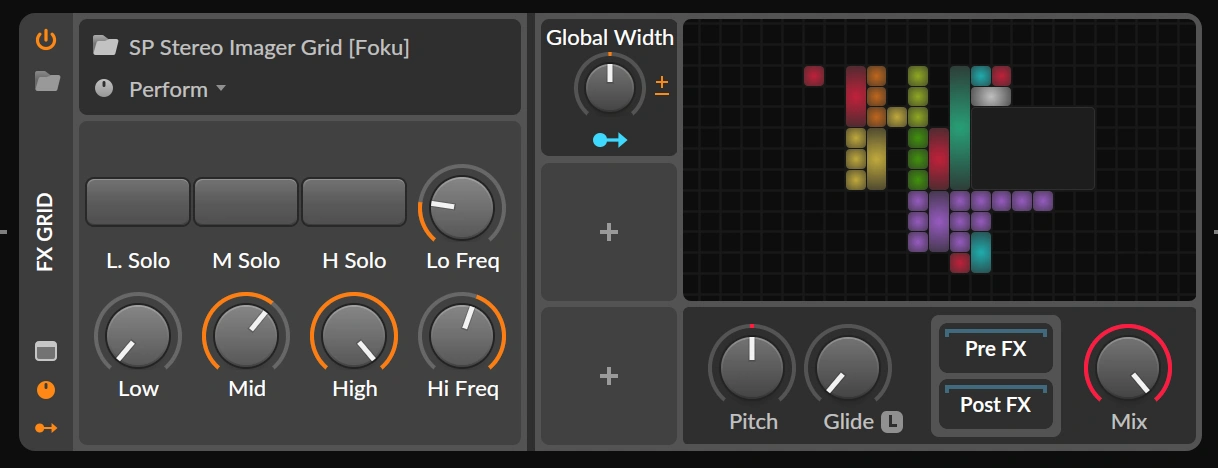 FX GRID
SP Stereo Imager Grid [Foku]
Perform
L. Solo
M Solo
H Solo
Lo Freq
Low
Mid
High
Hi Freq
Global Width
Pitch
Glide L
Pre FX
Post FX
Mix